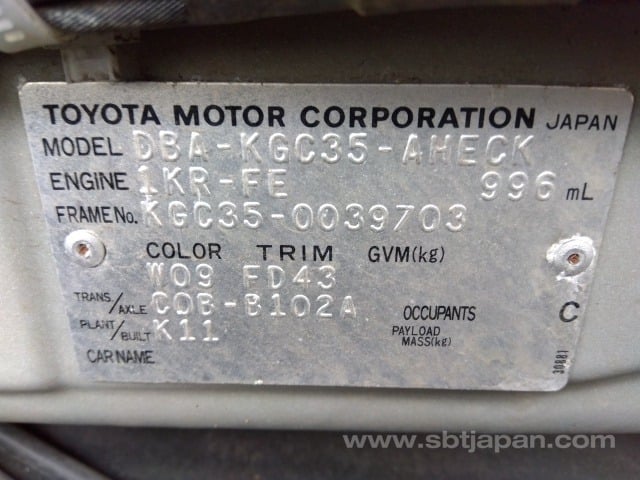 TOYOTA MOTOR CORPORATION JAPAN
MODEL DBA-KGC35-AHECK
ENGINE 1KR-FE 996 mL
FRAME No. KGC35-0039703
COLOR TRIM GVM(kg)
W09 FD43
TRANS/AXLE C0B-B102A OCCUPANTS C
PLANT/BUILT K11 PAYLOAD MASS(kg)
CAR NAME
30881
www.sbtjapan.com